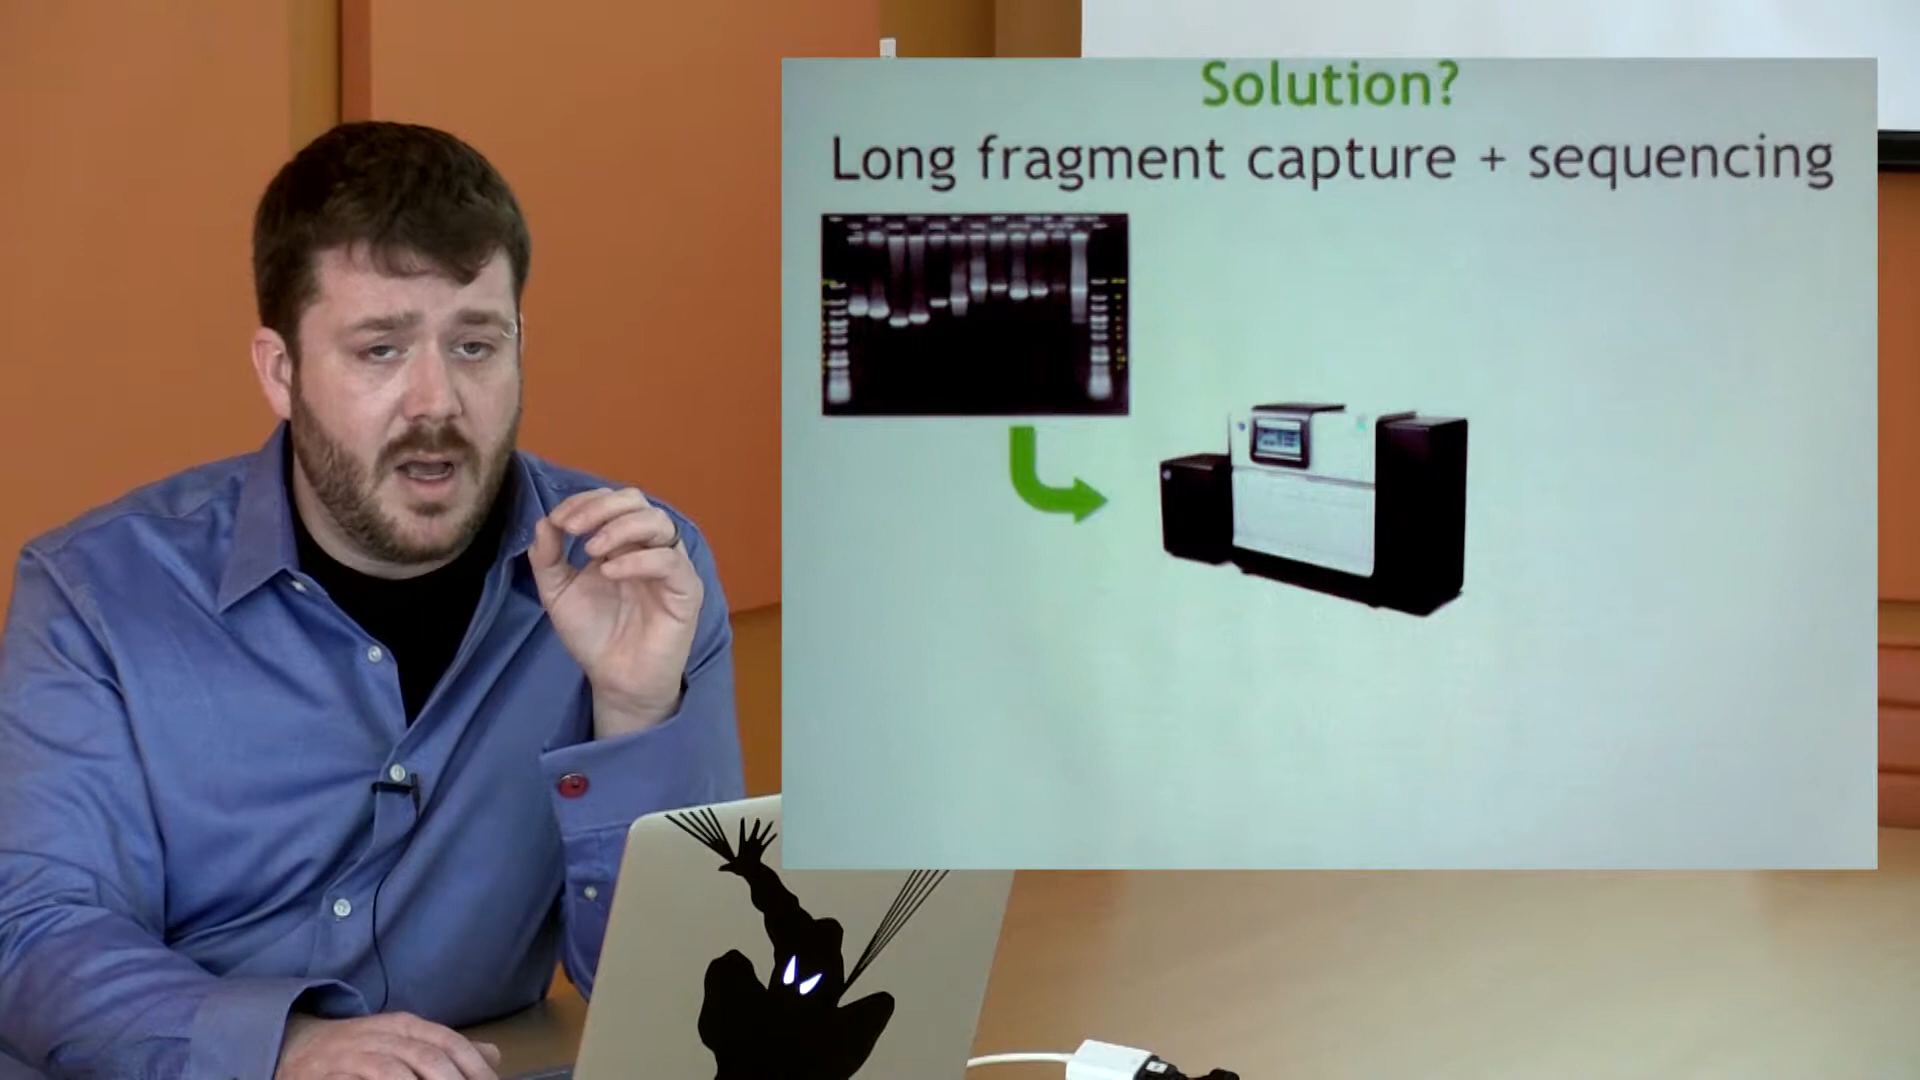 Solution?
Long fragment capture + sequencing